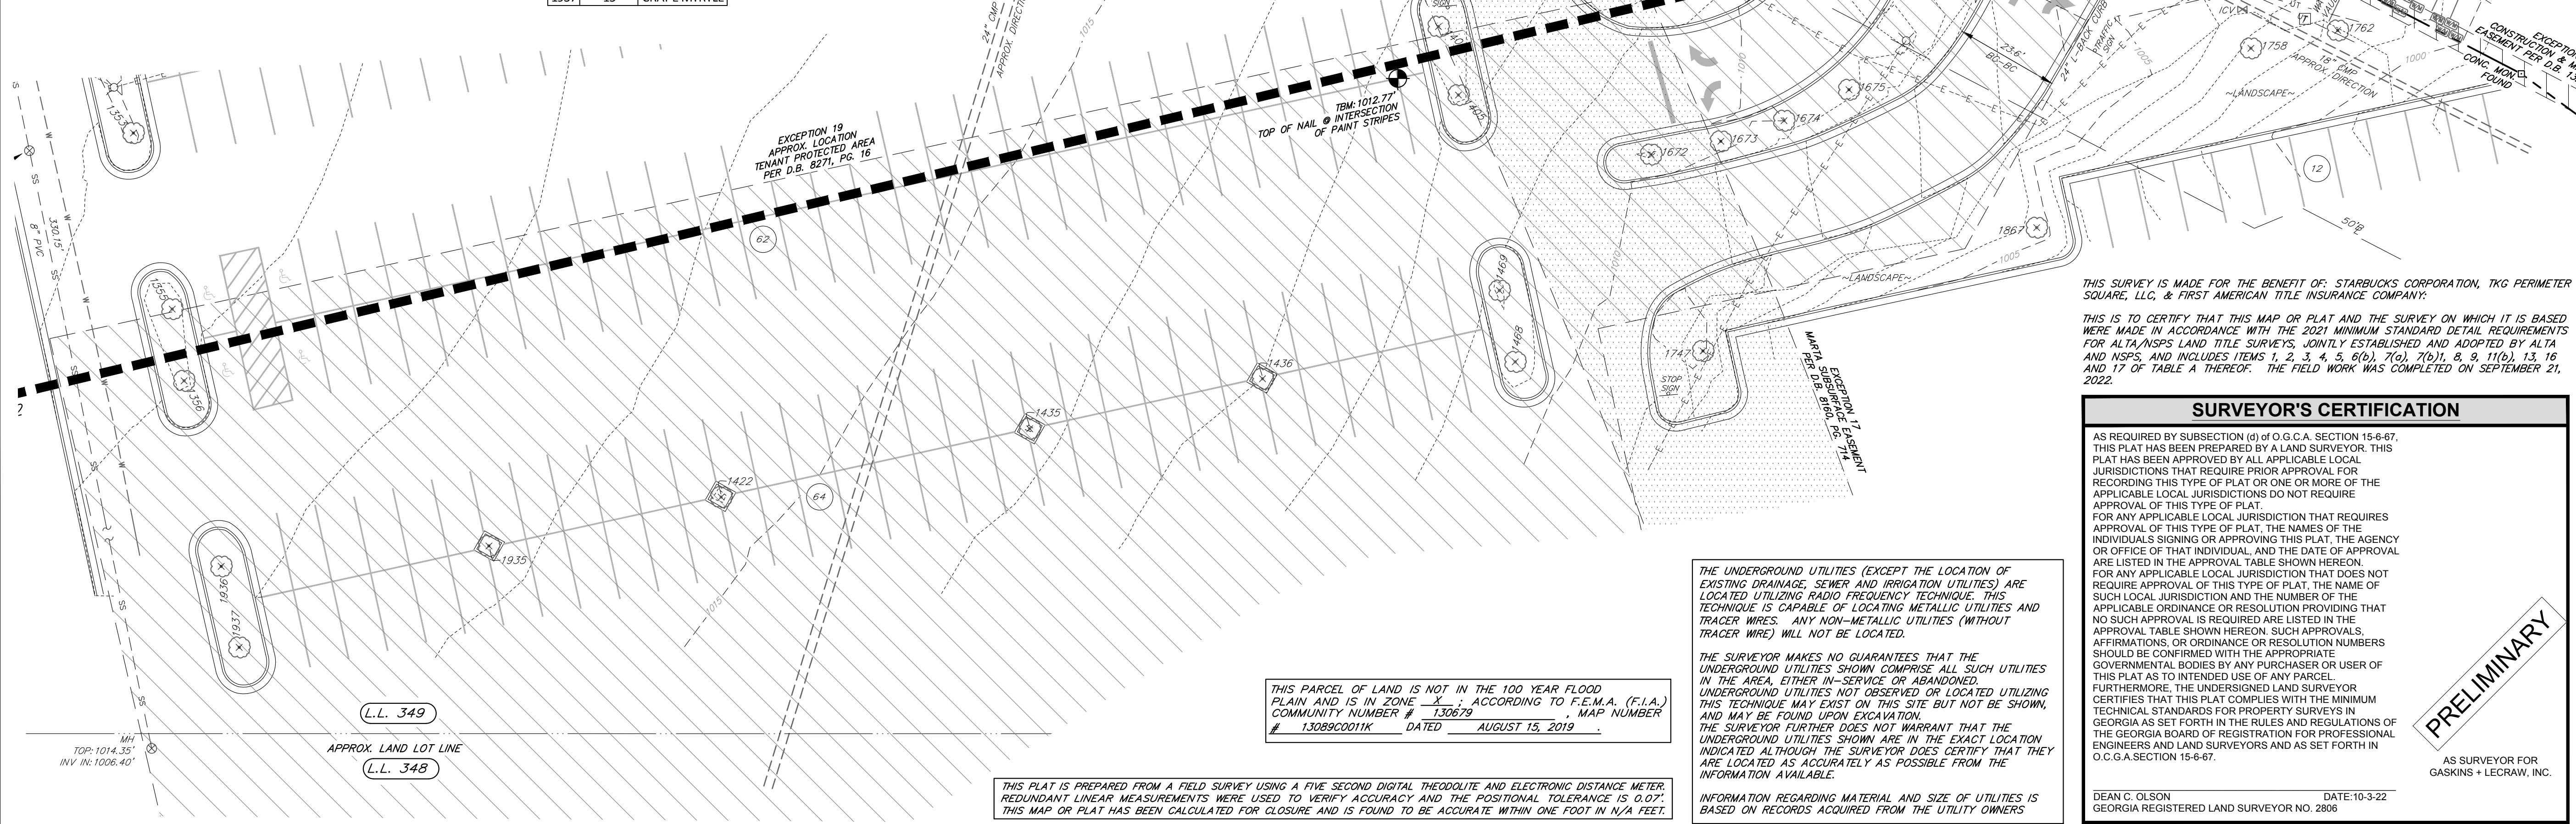 24" CMP
APPROX. DIRECTION
1015
1353
SS
W
330.15'
8" PVC
EXCEPTION 19
APPROX. LOCATION
TENANT PROTECTED AREA
PER D.B. 8271, PG. 16
TBM:1012.77'
TOP OF NAIL @ INTERSECTION
OF PAINT STRIPES
1405
1010
23.6'
BC-BC
24" L-BACK CURB
TRAFFIC
SIGN
1005
ICV
1758
1762
18" CMP
APPROX. DIRECTION
~LANDSCAPE~
1000
CONC. MON.
FOUND
CONSTRUCTION &
EASEMENT PER D.B.
1672
1673
1674
1675
12
50'B
1867
1005
~LANDSCAPE~
62
1355
1356
1469
1468
1010
1747
STOP
SIGN
EXCEPTION 17
MARTA SUBSURFACE EASEMENT
PER D.B. 8160, PG. 714
1436
1435
1422
64
1935
1936
1937
1015
L.L. 349
APPROX. LAND LOT LINE
L.L. 348
MH
TOP:1014.35'
INV IN:1006.40'
THIS PARCEL OF LAND IS NOT IN THE 100 YEAR FLOOD
PLAIN AND IS IN ZONE X ; ACCORDING TO F.E.M.A. (F.I.A.)
COMMUNITY NUMBER # 130679 , MAP NUMBER
# 13089C0011K DATED AUGUST 15, 2019 .
THIS PLAT IS PREPARED FROM A FIELD SURVEY USING A FIVE SECOND DIGITAL THEODOLITE AND ELECTRONIC DISTANCE METER.
REDUNDANT LINEAR MEASUREMENTS WERE USED TO VERIFY ACCURACY AND THE POSITIONAL TOLERANCE IS 0.07'.
THIS MAP OR PLAT HAS BEEN CALCULATED FOR CLOSURE AND IS FOUND TO BE ACCURATE WITHIN ONE FOOT IN N/A FEET.
THE UNDERGROUND UTILITIES (EXCEPT THE LOCATION OF
EXISTING DRAINAGE, SEWER AND IRRIGATION UTILITIES) ARE
LOCATED UTILIZING RADIO FREQUENCY TECHNIQUE. THIS
TECHNIQUE IS CAPABLE OF LOCATING METALLIC UTILITIES AND
TRACER WIRES. ANY NON-METALLIC UTILITIES (WITHOUT
TRACER WIRE) WILL NOT BE LOCATED.
THE SURVEYOR MAKES NO GUARANTEES THAT THE
UNDERGROUND UTILITIES SHOWN COMPRISE ALL SUCH UTILITIES
IN THE AREA, EITHER IN-SERVICE OR ABANDONED.
UNDERGROUND UTILITIES NOT OBSERVED OR LOCATED UTILIZING
THIS TECHNIQUE MAY EXIST ON THIS SITE BUT NOT BE SHOWN,
AND MAY BE FOUND UPON EXCAVATION.
THE SURVEYOR FURTHER DOES NOT WARRANT THAT THE
UNDERGROUND UTILITIES SHOWN ARE IN THE EXACT LOCATION
INDICATED ALTHOUGH THE SURVEYOR DOES CERTIFY THAT THEY
ARE LOCATED AS ACCURATELY AS POSSIBLE FROM THE
INFORMATION AVAILABLE.
INFORMATION REGARDING MATERIAL AND SIZE OF UTILITIES IS
BASED ON RECORDS ACQUIRED FROM THE UTILITY OWNERS
THIS SURVEY IS MADE FOR THE BENEFIT OF: STARBUCKS CORPORATION, TKG PERIMETER
SQUARE, LLC, & FIRST AMERICAN TITLE INSURANCE COMPANY:
THIS IS TO CERTIFY THAT THIS MAP OR PLAT AND THE SURVEY ON WHICH IT IS BASED
WERE MADE IN ACCORDANCE WITH THE 2021 MINIMUM STANDARD DETAIL REQUIREMENTS
FOR ALTA/NSPS LAND TITLE SURVEYS, JOINTLY ESTABLISHED AND ADOPTED BY ALTA
AND NSPS, AND INCLUDES ITEMS 1, 2, 3, 4, 5, 6(b), 7(a), 7(b)1, 8, 9, 11(b), 13, 16
AND 17 OF TABLE A THEREOF. THE FIELD WORK WAS COMPLETED ON SEPTEMBER 21,
2022.
SURVEYOR'S CERTIFICATION
AS REQUIRED BY SUBSECTION (d) of O.G.C.A. SECTION 15-6-67,
THIS PLAT HAS BEEN PREPARED BY A LAND SURVEYOR. THIS
PLAT HAS BEEN APPROVED BY ALL APPLICABLE LOCAL
JURISDICTIONS THAT REQUIRE PRIOR APPROVAL FOR
RECORDING THIS TYPE OF PLAT OR ONE OR MORE OF THE
APPLICABLE LOCAL JURISDICTIONS DO NOT REQUIRE
APPROVAL OF THIS TYPE OF PLAT.
FOR ANY APPLICABLE LOCAL JURISDICTION THAT REQUIRES
APPROVAL OF THIS TYPE OF PLAT, THE NAMES OF THE
INDIVIDUALS SIGNING OR APPROVING THIS PLAT, THE AGENCY
OR OFFICE OF THAT INDIVIDUAL, AND THE DATE OF APPROVAL
ARE LISTED IN THE APPROVAL TABLE SHOWN HEREON.
FOR ANY APPLICABLE LOCAL JURISDICTION THAT DOES NOT
REQUIRE APPROVAL OF THIS TYPE OF PLAT, THE NAME OF
SUCH LOCAL JURISDICTION AND THE NUMBER OF THE
APPLICABLE ORDINANCE OR RESOLUTION PROVIDING THAT
NO SUCH APPROVAL IS REQUIRED ARE LISTED IN THE
APPROVAL TABLE SHOWN HEREON. SUCH APPROVALS,
AFFIRMATIONS, OR ORDINANCE OR RESOLUTION NUMBERS
SHOULD BE CONFIRMED WITH THE APPROPRIATE
GOVERNMENTAL BODIES BY ANY PURCHASER OR USER OF
THIS PLAT AS TO INTENDED USE OF ANY PARCEL.
FURTHERMORE, THE UNDERSIGNED LAND SURVEYOR
CERTIFIES THAT THIS PLAT COMPLIES WITH THE MINIMUM
TECHNICAL STANDARDS FOR PROPERTY SURVEYS IN
GEORGIA AS SET FORTH IN THE RULES AND REGULATIONS OF
THE GEORGIA BOARD OF REGISTRATION FOR PROFESSIONAL
ENGINEERS AND LAND SURVEYORS AND AS SET FORTH IN
O.C.G.A.SECTION 15-6-67.
PRELIMINARY
AS SURVEYOR FOR
GASKINS + LECRAW, INC.
DEAN C. OLSON DATE:10-3-22
GEORGIA REGISTERED LAND SURVEYOR NO. 2806